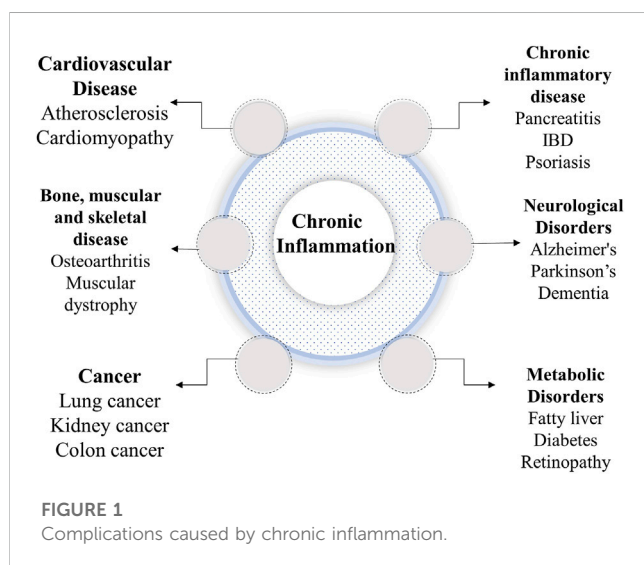 Cardiovascular
Disease
Atherosclerosis
Cardiomyopathy
Chronic
inflammatory
disease
Pancreatitis
IBD
Psoriasis
Bone, muscular
and skeletal
disease
Osteoarthritis
Muscular
dystrophy
Chronic
Inflammation
Neurological
Disorders
Alzheimer's
Parkinson’s
Dementia
Cancer
Lung cancer
Kidney cancer
Colon cancer
Metabolic
Disorders
Fatty liver
Diabetes
Retinopathy
FIGURE 1
Complications caused by chronic inflammation.